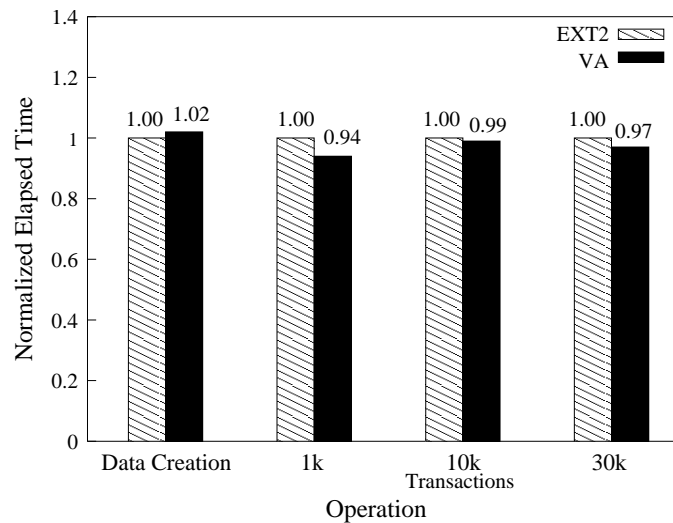 1.4
EXT2
VA
1.2
1.00 1.02 1.00 0.94 1.00 0.99 1.00 0.97
1
0.8
0.6
0.4
0.2
0
Normalized Elapsed Time
Data Creation 1k 10k 30k
Transactions
Operation